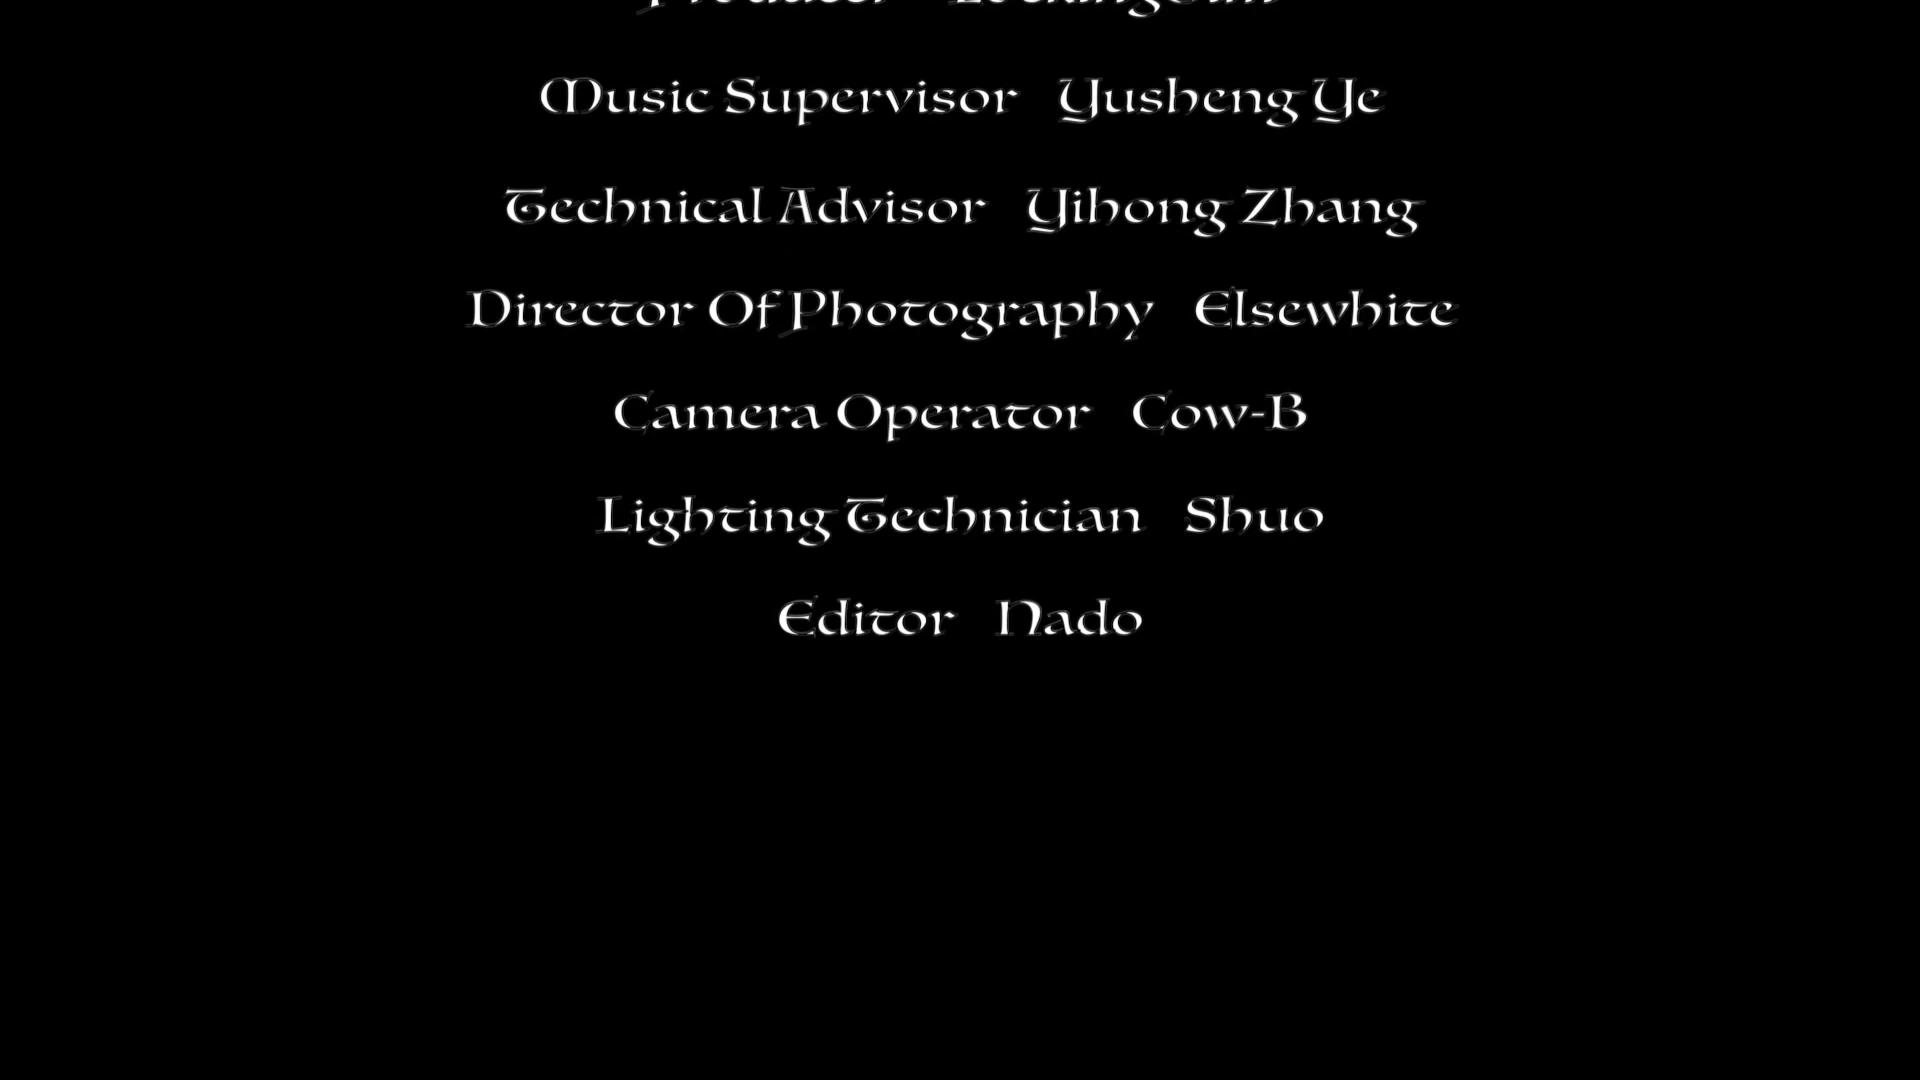 Producer
Music Supervisor Yusheng Ye
Technical Advisor Yihong Zhang
Director Of Photography Elsewhite
Camera Operator Cow-B
Lighting Technician Shuo
Editor Nado